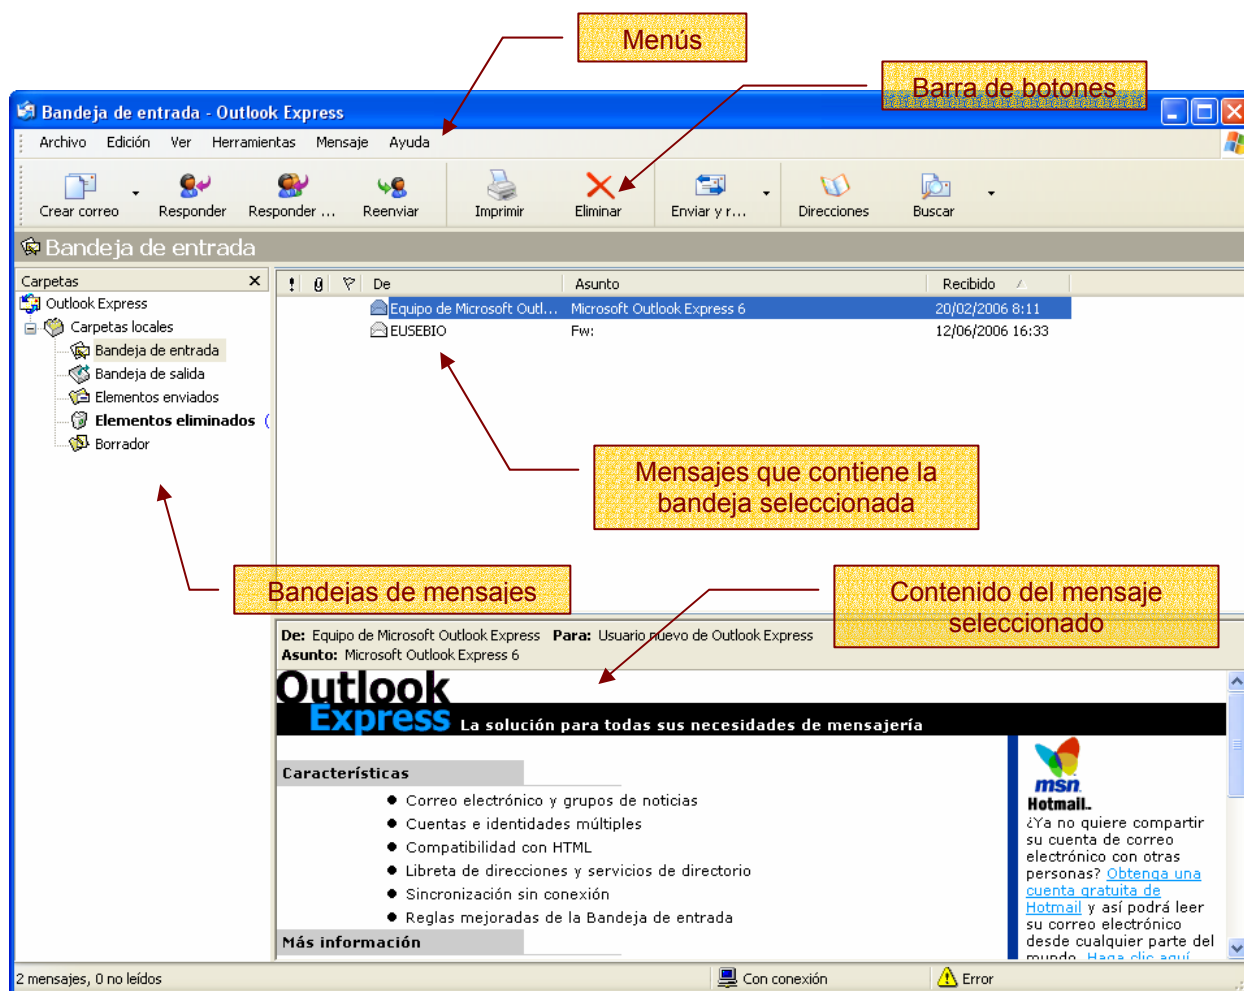 Menús
Barra de botones
Bandeja de entrada - Outlook Express
Archivo Edición Ver Herramientas Mensaje Ayuda
Crear correo Responder Responder ... Reenviar Imprimir Eliminar Enviar y r... Direcciones Buscar
Bandeja de entrada
Carpetas
Outlook Express
Carpetas locales
Bandeja de entrada
Bandeja de salida
Elementos enviados
Elementos eliminados (
Borrador
! De Asunto Recibido
Equipo de Microsoft Outl... Microsoft Outlook Express 6 20/02/2006 8:11
EUSEBIO Fw: 12/06/2006 16:33
Mensajes que contiene la
bandeja seleccionada
Bandejas de mensajes
Contenido del mensaje
seleccionado
De: Equipo de Microsoft Outlook Express Para: Usuario nuevo de Outlook Express
Asunto: Microsoft Outlook Express 6
Outlook
Express La solución para todas sus necesidades de mensajería
Características
Correo electrónico y grupos de noticias
Cuentas e identidades múltiples
Compatibilidad con HTML
Libreta de direcciones y servicios de directorio
Sincronización sin conexión
Reglas mejoradas de la Bandeja de entrada
Más información
msn
Hotmail
¿Ya no quiere compartir
su cuenta de correo
electrónico con otras
personas? Obtenga una
cuenta gratuita de
Hotmail y así podrá leer
su correo electrónico
desde cualquier parte del
mundo. Haga clic aquí
2 mensajes, 0 no leídos Con conexión Error